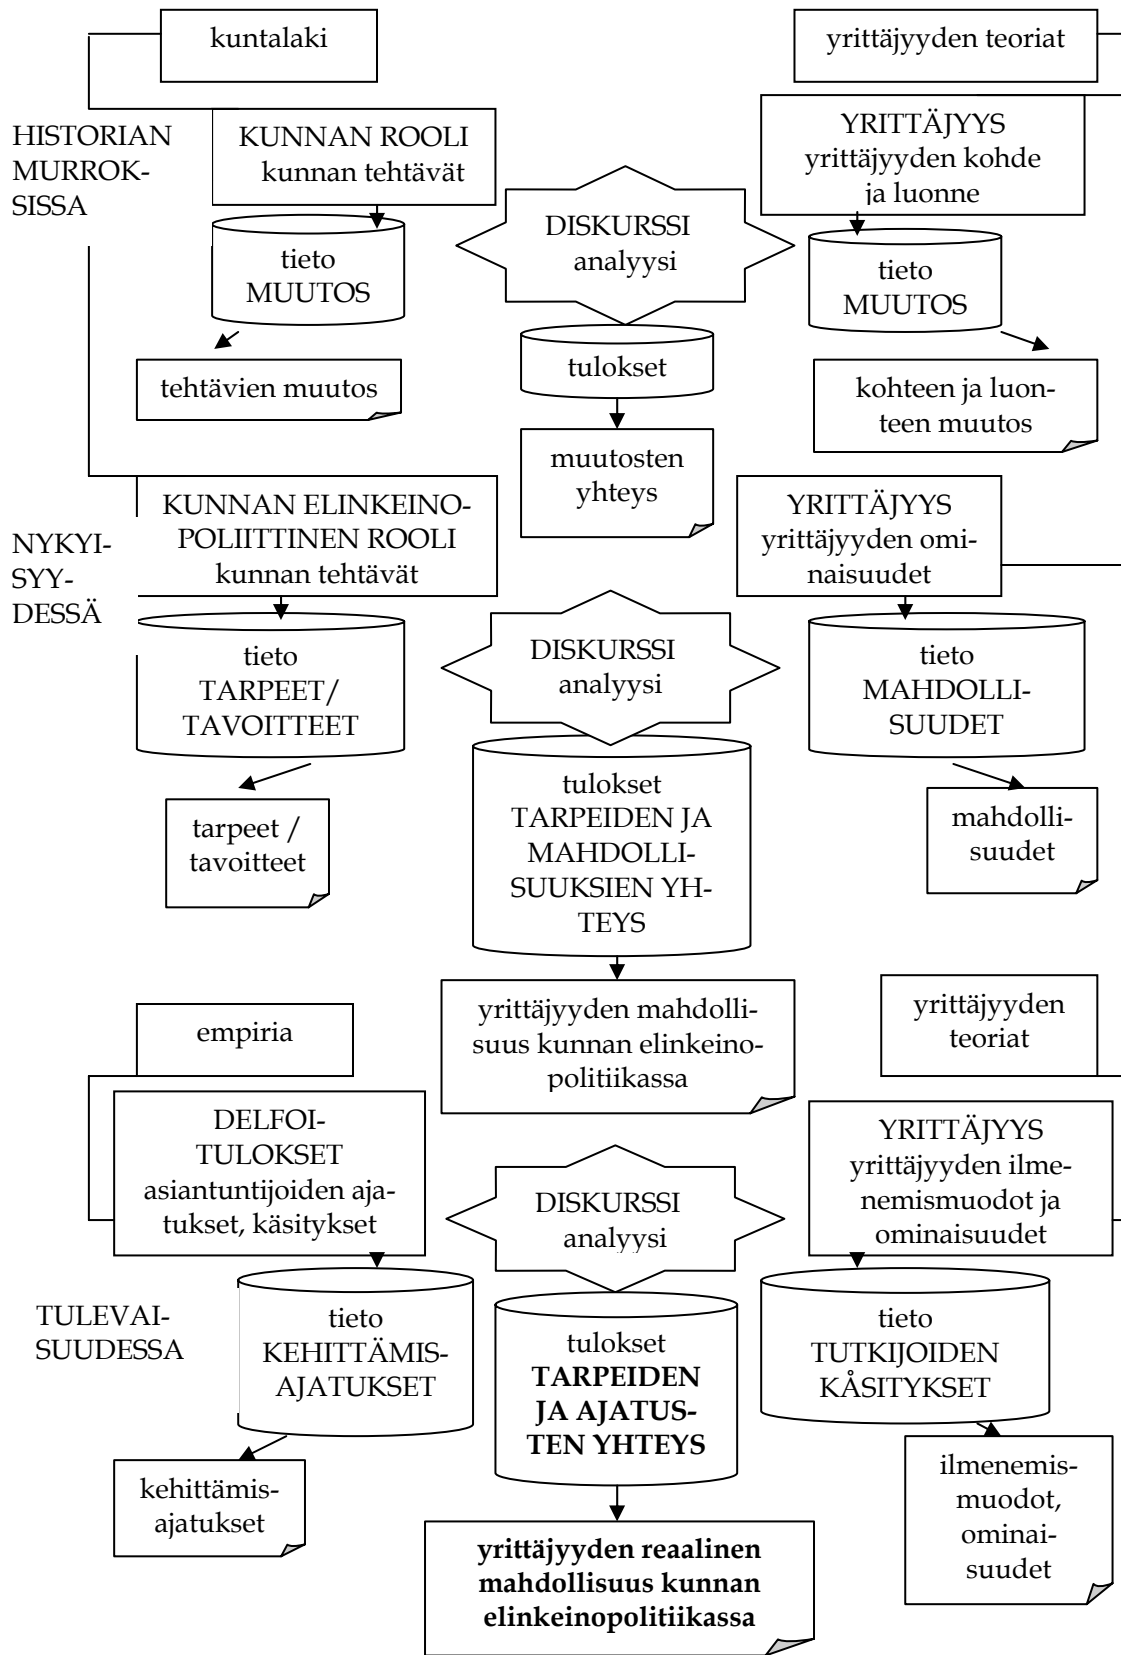 kuntalaki
yrittäjyyden teoriat
HISTORIAN
MURROK-
SISSA
KUNNAN ROOLI
kunnan tehtävät
YRITTÄJYYS
yrittäjyyden kohde
ja luonne
DISKURSSI
analyysi
tieto
MUUTOS
tieto
MUUTOS
tehtävien muutos
tulokset
kohteen ja luon-
teen muutos
muutosten
yhteys
NYKYI-
SYY-
DESSÄ
KUNNAN ELINKEINO-
POLIITTINEN ROOLI
kunnan tehtävät
YRITTÄJYYS
yrittäjyyden omi-
naisuudet
DISKURSSI
analyysi
tieto
TARPEET/
TAVOITTEET
tieto
MAHDOLLI-
SUUDET
tarpeet /
tavoitteet
tulokset
TARPEIDEN JA
MAHDOLLI-
SUUKSIEN YH-
TEYS
mahdolli-
suudet
empiria
yrittäjyyden mahdolli-
suus kunnan elinkeino-
politiikassa
yrittäjyyden
teoriat
DELFOI-
TULOKSET
asiantuntijoiden aja-
tukset, käsitykset
DISKURSSI
analyysi
YRITTÄJYYS
yrittäjyyden ilme-
nemismuodot ja
ominaisuudet
TULEVAI-
SUUDESSA
tieto
KEHITTÄMIS-
AJATUKSET
tulokset
TARPEIDEN
JA AJATUS-
TEN YHTEYS
tieto
TUTKIJOIDEN
KÅSITYKSET
kehittämis-
ajatukset
ilmenemis-
muodot,
ominai-
suudet
yrittäjyyden reaalinen
mahdollisuus kunnan
elinkeinopolitiikassa